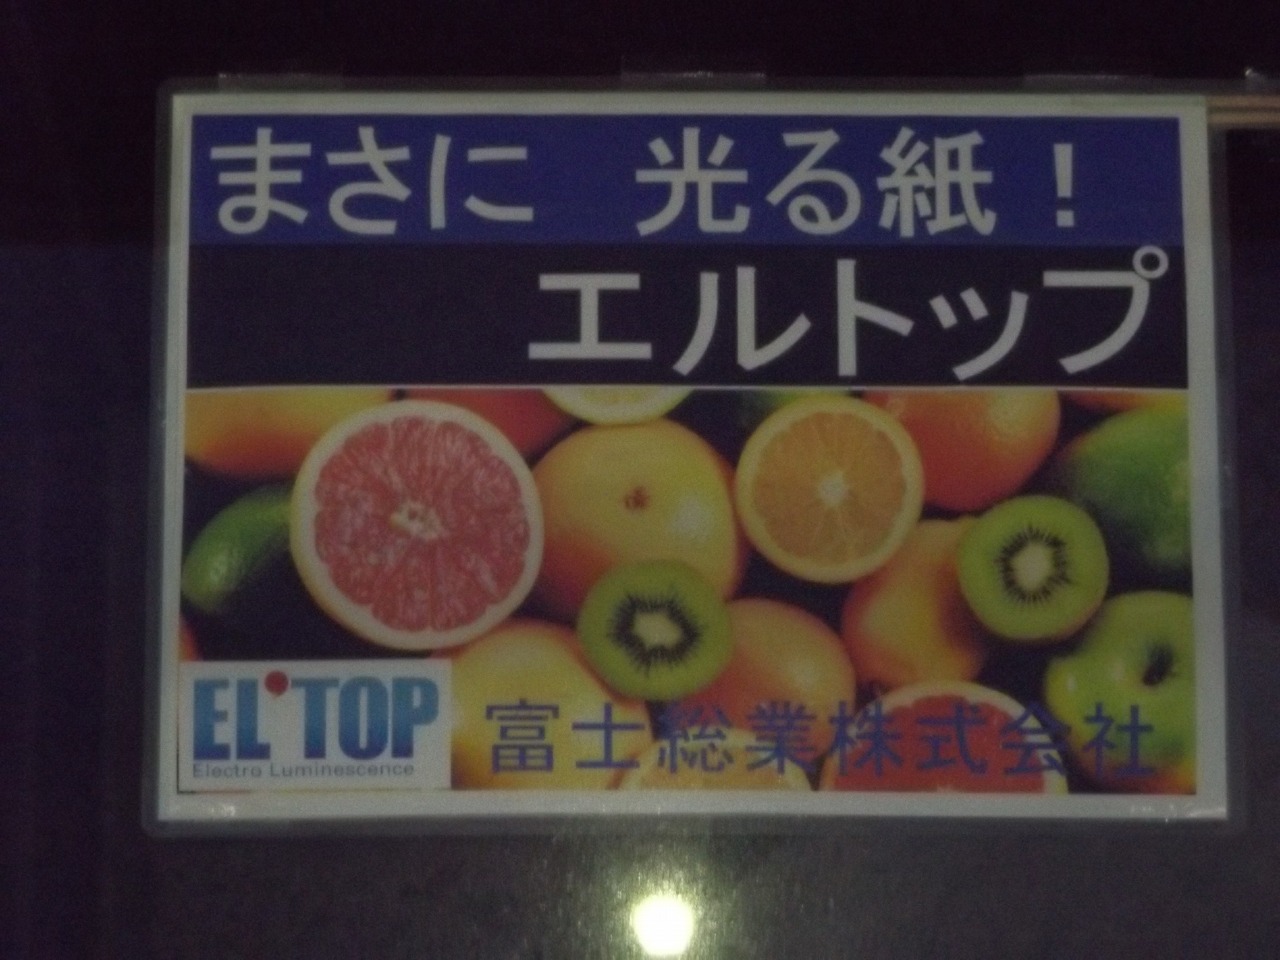 まさに 光る紙！
エルトップ
EL TOP
Electro Luminescence
富士総業株式会社